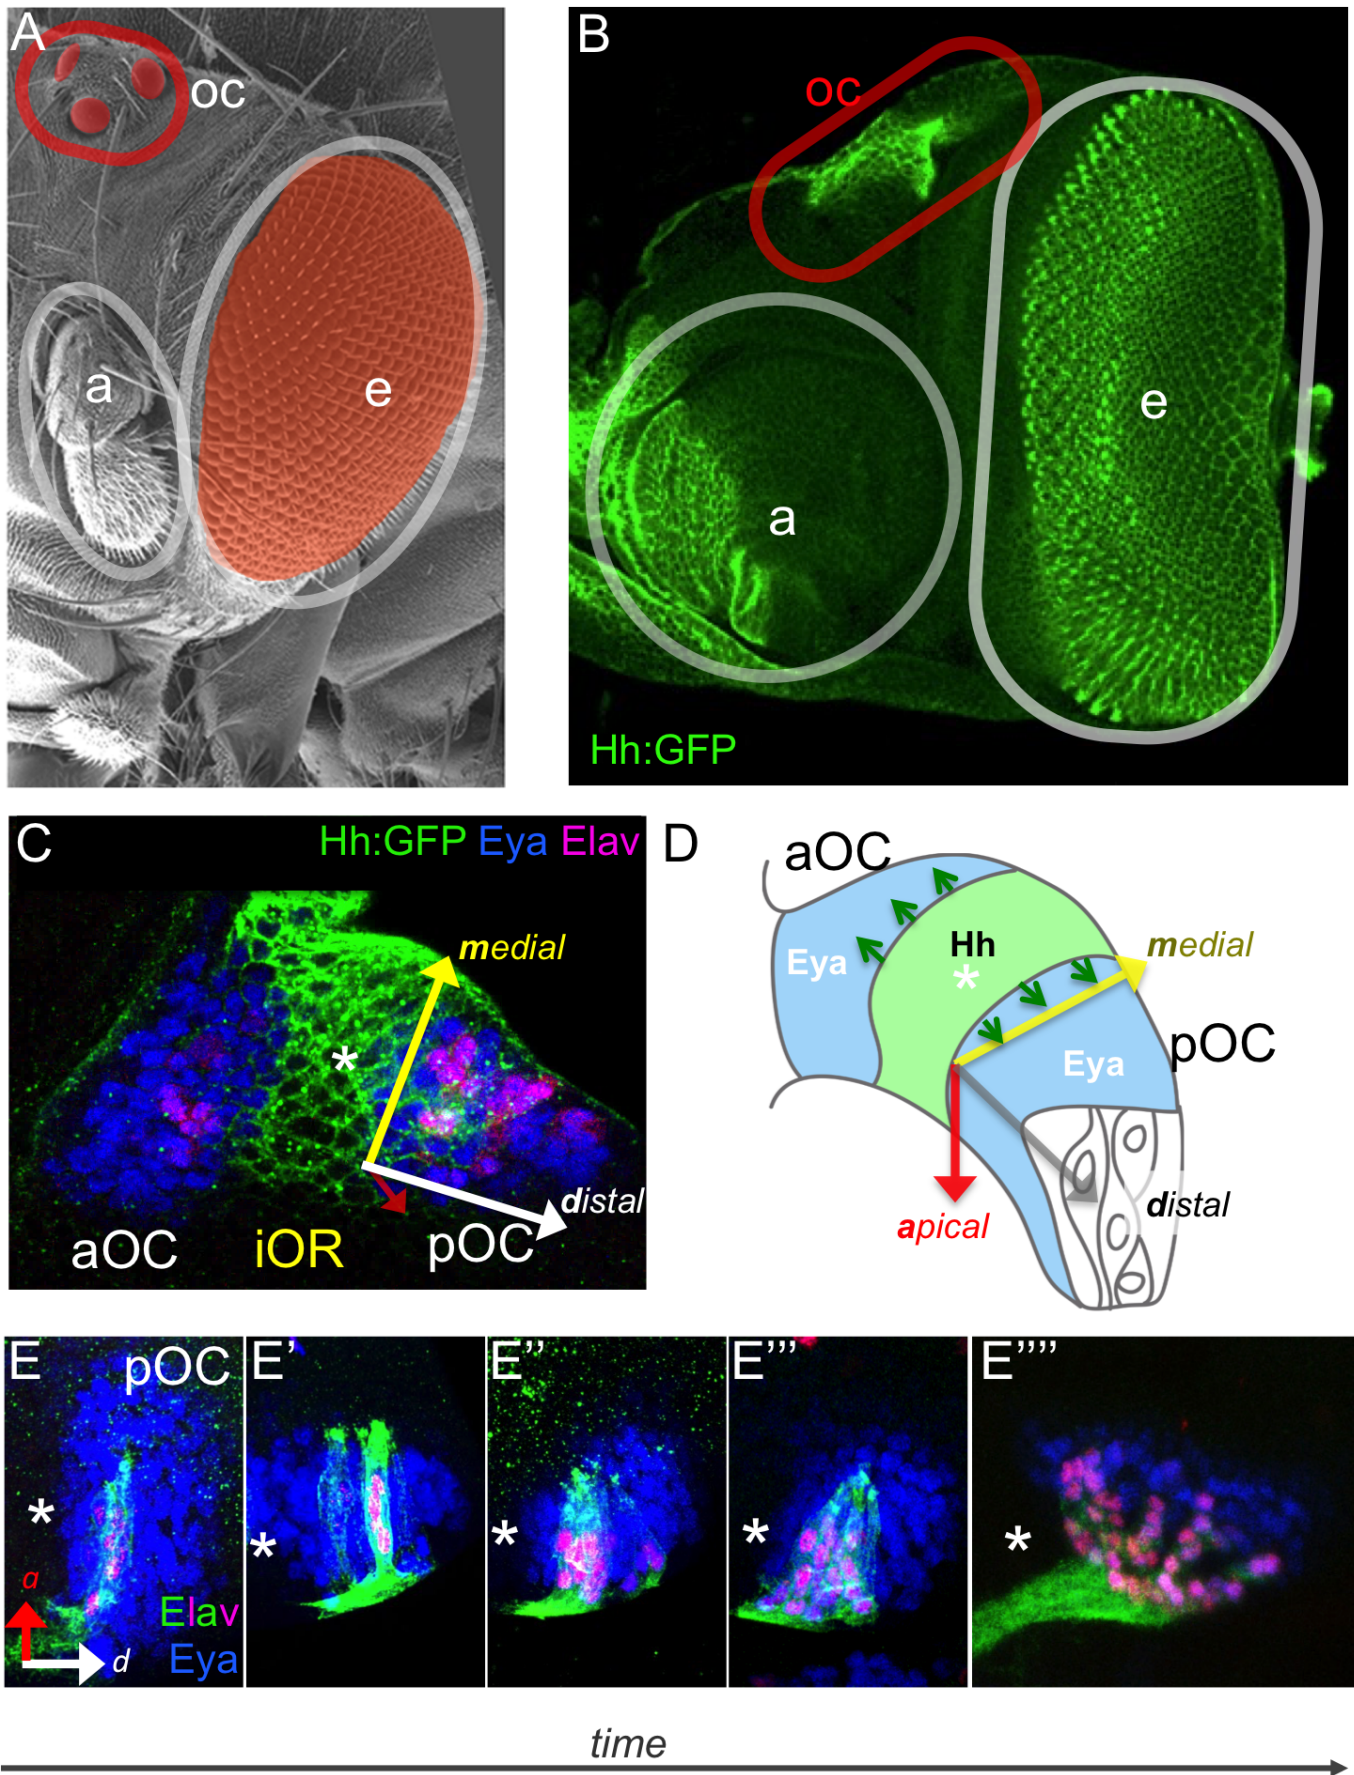 A
oc
a
e
B
oc
a
e
Hh:GFP
C
Hh:GFP Eya Elav
*
medial
distal
aOC
iOR
pOC
D
aOC
Hh
*
Eya
medial
pOC
Eya
apical
distal
E
pOC
*
a
d
Elav
Eya
E'
*
E''
*
E'''
*
E''''
*
time